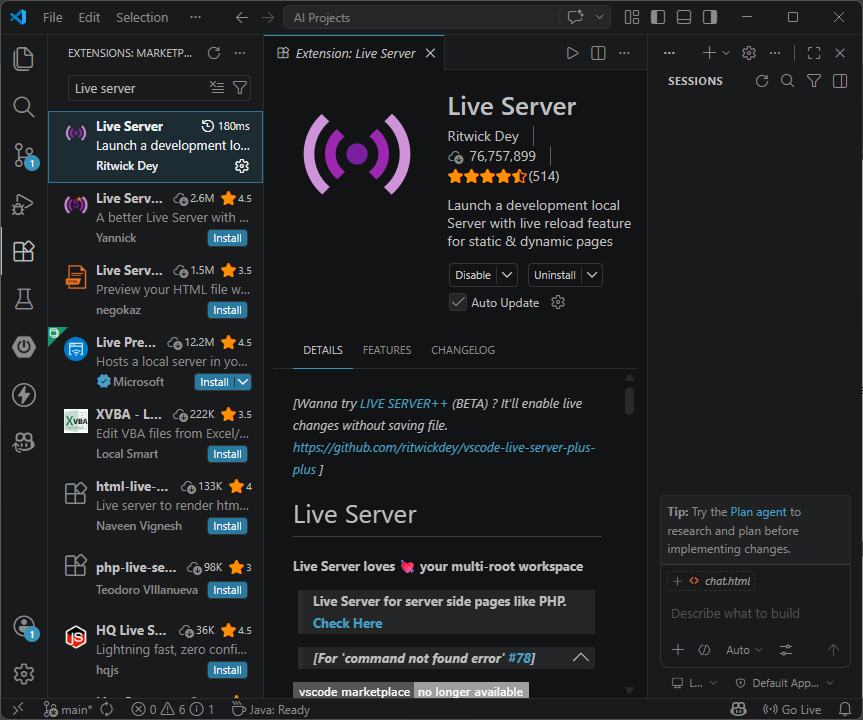 File Edit Selection ··· AI Projects
EXTENSIONS: MARKETP...
Live server
Live Server 180ms
Launch a development lo...
Ritwick Dey
Live Serv... 2.6M 4.5
A better Live Server with ...
Yannick Install
Live Serv... 1.5M 3.5
Preview your HTML file w...
negokaz Install
Live Pre... 12.2M 4.5
Hosts a local server in yo...
Microsoft Install
XVBA - L... 222K 3.5
Edit VBA files from Excel/...
Local Smart Install
html-live-... 133K 4
Live server to render htm...
Naveen Vignesh Install
php-live-se... 98K 3
Teodoro VIllanueva Install
HQ Live S... 36K 4.5
Lightning fast, zero confi...
hqjs Install
1
1
Extension: Live Server
Live Server
Ritwick Dey
76,757,899
(514)
Launch a development local
Server with live reload feature
for static & dynamic pages
Disable Uninstall
Auto Update
DETAILS FEATURES CHANGELOG
[Wanna try LIVE SERVER++ (BETA) ? It'll enable live
changes without saving file.
https://github.com/ritwickdey/vscode-live-server-plus-
plus ]
Live Server
Live Server loves 💘 your multi-root workspace
Live Server for server side pages like PHP.
Check Here
[For 'command not found error' #78]
vscode marketplace no longer available
SESSIONS
Tip: Try the Plan agent to
research and plan before
implementing changes.
+ <> chat.html
Describe what to build
Auto
L... Default App...
main* 0 6 1 Java: Ready Go Live